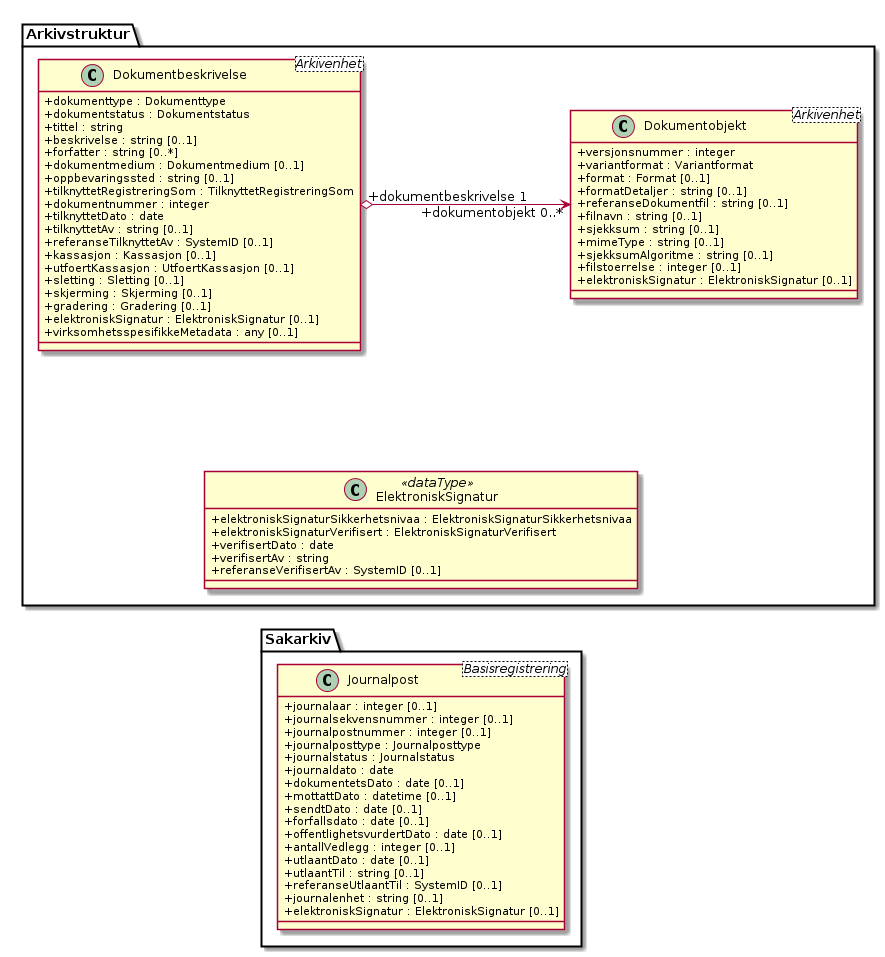 Arkivstruktur
Arkivenhet
C Dokumentbeskrivelse
+dokumenttype : Dokumenttype
+dokumentstatus : Dokumentstatus
+tittel : string
+beskrivelse : string [0..1]
+forfatter : string [0..*]
+dokumentmedium : Dokumentmedium [0..1]
+oppbevaringssted : string [0..1]
+tilknyttetRegistreringSom : TilknyttetRegistreringSom
+dokumentnummer : integer
+tilknyttetDato : date
+tilknyttetAv : string [0..1]
+referanseTilknyttetAv : SystemID [0..1]
+kassasjon : Kassasjon [0..1]
+utfoertKassasjon : UtfoertKassasjon [0..1]
+sletting : Sletting [0..1]
+skjerming : Skjerming [0..1]
+gradering : Gradering [0..1]
+elektroniskSignatur : ElektroniskSignatur [0..1]
+virksomhetsspesifikkeMetadata : any [0..1]
+dokumentbeskrivelse 1
+dokumentobjekt 0..*
Arkivenhet
C Dokumentobjekt
+versjonsnummer : integer
+variantformat : Variantformat
+format : Format [0..1]
+formatDetaljer : string [0..1]
+referanseDokumentfil : string [0..1]
+filnavn : string [0..1]
+sjekksum : string [0..1]
+mimeType : string [0..1]
+sjekksumAlgoritme : string [0..1]
+filstoerrelse : integer [0..1]
+elektroniskSignatur : ElektroniskSignatur [0..1]
«dataType»
C ElektroniskSignatur
+elektroniskSignaturSikkerhetsnivaa : ElektroniskSignaturSikkerhetsnivaa
+elektroniskSignaturVerifisert : ElektroniskSignaturVerifisert
+verifisertDato : date
+verifisertAv : string
+referanseVerifisertAv : SystemID [0..1]
Sakarkiv
Basisregistrering
C Journalpost
+journalaar : integer [0..1]
+journalsekvensnummer : integer [0..1]
+journalpostnummer : integer [0..1]
+journalposttype : Journalposttype
+journalstatus : Journalstatus
+journaldato : date
+dokumentetsDato : date [0..1]
+mottattDato : datetime [0..1]
+sendtDato : date [0..1]
+forfallsdato : date [0..1]
+offentlighetsvurdertDato : date [0..1]
+antallVedlegg : integer [0..1]
+utlaantDato : date [0..1]
+utlaantTil : string [0..1]
+referanseUtlaantTil : SystemID [0..1]
+journalenhet : string [0..1]
+elektroniskSignatur : ElektroniskSignatur [0..1]